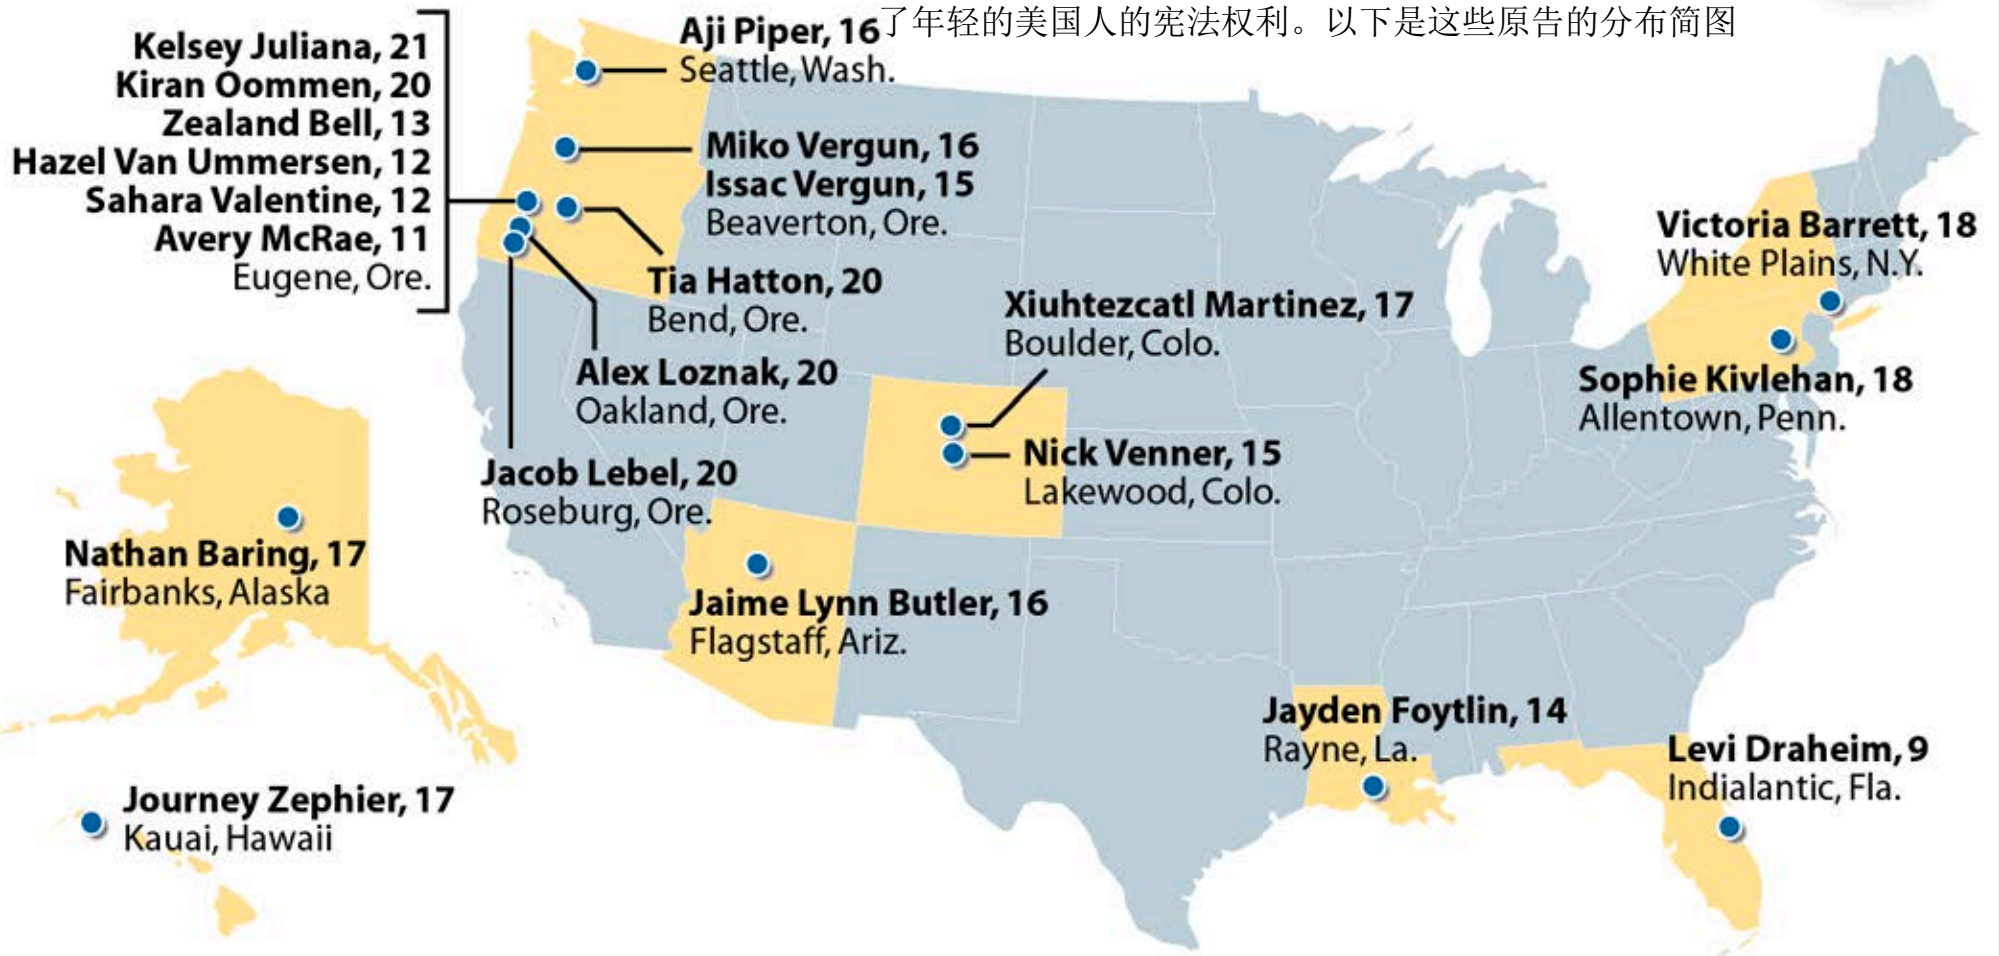 了年轻的美国人的宪法权利。以下是这些原告的分布简图
Kelsey Juliana, 21
Kiran Oommen, 20
Zealand Bell, 13
Hazel Van Ummersen, 12
Sahara Valentine, 12
Avery McRae, 11
Eugene, Ore.
Aji Piper, 16
Seattle, Wash.
Miko Vergun, 16
Issac Vergun, 15
Beaverton, Ore.
Tia Hatton, 20
Bend, Ore.
Alex Loznak, 20
Oakland, Ore.
Jacob Lebel, 20
Roseburg, Ore.
Xiuhtezcatl Martinez, 17
Boulder, Colo.
Nick Venner, 15
Lakewood, Colo.
Victoria Barrett, 18
White Plains, N.Y.
Sophie Kivlehan, 18
Allentown, Penn.
Nathan Baring, 17
Fairbanks, Alaska
Jaime Lynn Butler, 16
Flagstaff, Ariz.
Jayden Foytlin, 14
Rayne, La.
Levi Draheim, 9
Indialantic, Fla.
Journey Zephier, 17
Kauai, Hawaii